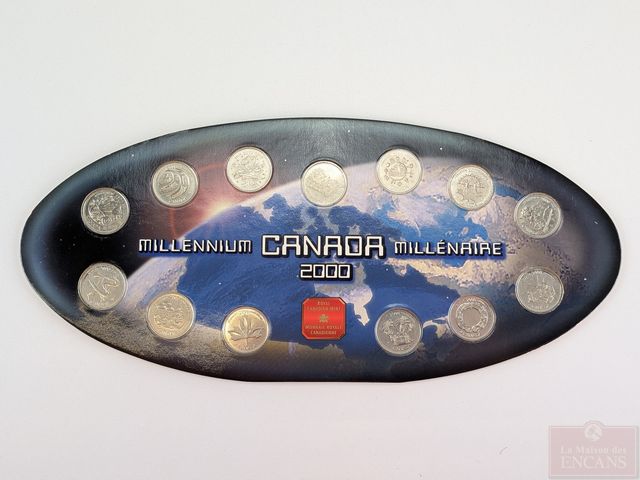 MILLENNIUM CANADA MILLÉNAIRE
2000
ROYAL
CANADIAN MINT
MONNAIE ROYALE
CANADIENNE
La Maison des
ENCANS